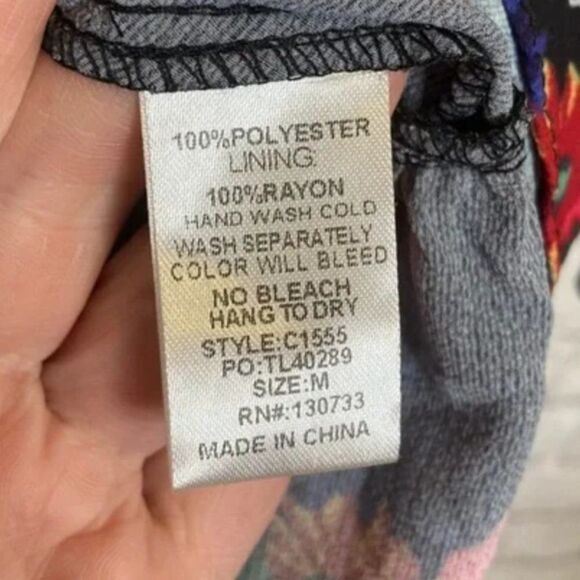 100%POLYESTER
LINING:
100%RAYON
HAND WASH COLD
WASH SEPARATELY
COLOR WILL BLEED
NO BLEACH
HANG TO DRY
STYLE:C1555
PO:TL40289
SIZE:M
RN#:130733
MADE IN CHINA